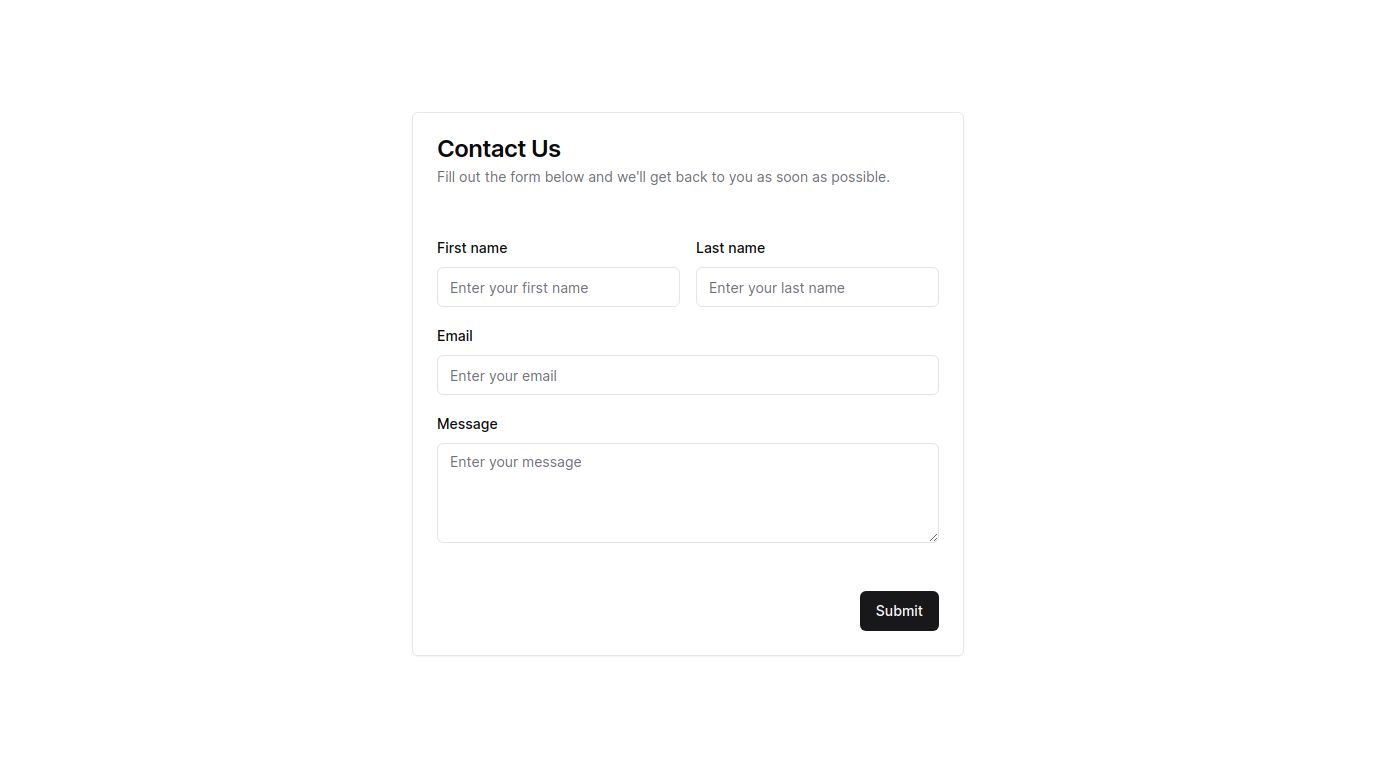 Contact Us
Fill out the form below and we'll get back to you as soon as possible.
First name
Last name
Enter your first name
Enter your last name
Email
Enter your email
Message
Enter your message
Submit